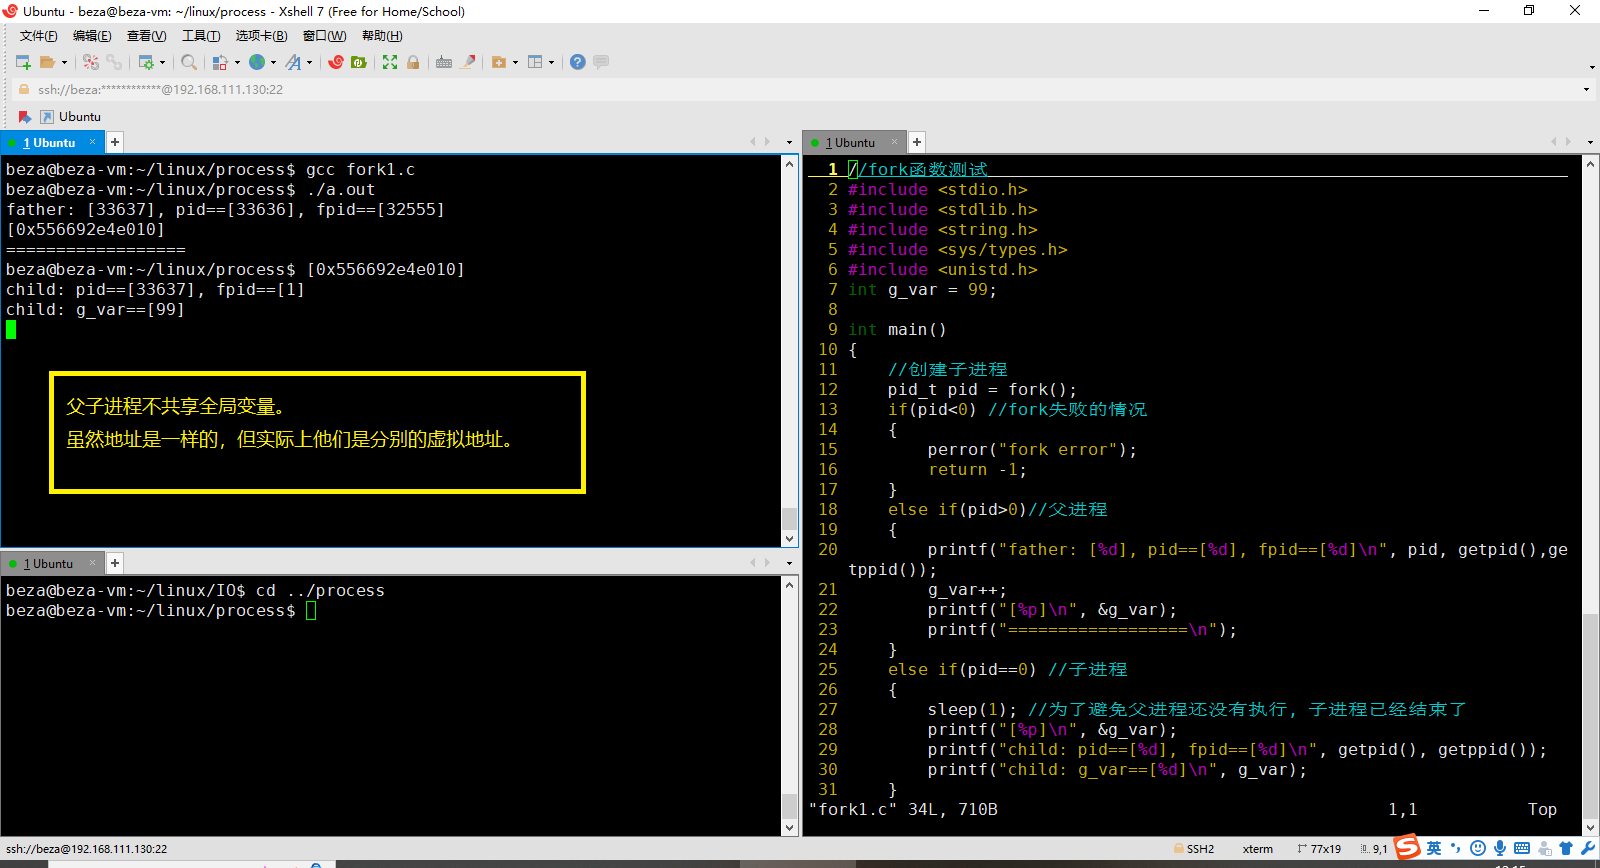 Ubuntu - beza@beza-vm: ~/linux/process - Xshell 7 (Free for Home/School)
文件(F) 编辑(E) 查看(V) 工具(T) 选项卡(B) 窗口(W) 帮助(H)
ssh://beza:************@192.168.111.130:22
Ubuntu
1 Ubuntu
beza@beza-vm:~/linux/process$ gcc fork1.c
beza@beza-vm:~/linux/process$ ./a.out
father: [33637], pid==[33636], fpid==[32555]
[0x556692e4e010]
==================
beza@beza-vm:~/linux/process$ [0x556692e4e010]
child: pid==[33637], fpid==[1]
child: g_var==[99]
父子进程不共享全局变量。
虽然地址是一样的，但实际上他们是分别的虚拟地址。
1 Ubuntu
beza@beza-vm:~/linux/IO$ cd ../process
beza@beza-vm:~/linux/process$
1 Ubuntu
1 //fork函数测试
2 #include <stdio.h>
3 #include <stdlib.h>
4 #include <string.h>
5 #include <sys/types.h>
6 #include <unistd.h>
7 int g_var = 99;
8
9 int main()
10 {
11     //创建子进程
12     pid_t pid = fork();
13     if(pid<0) //fork失败的情况
14     {
15         perror("fork error");
16         return -1;
17     }
18     else if(pid>0)//父进程
19     {
20         printf("father: [%d], pid==[%d], fpid==[%d]\n", pid, getpid(),ge
tppid());
21         g_var++;
22         printf("[%p]\n", &g_var);
23         printf("==================\n");
24     }
25     else if(pid==0) //子进程
26     {
27         sleep(1); //为了避免父进程还没有执行，子进程已经结束了
28         printf("[%p]\n", &g_var);
29         printf("child: pid==[%d], fpid==[%d]\n", getpid(), getppid());
30         printf("child: g_var==[%d]\n", g_var);
31     }
"fork1.c" 34L, 710B 1,1 Top
ssh://beza@192.168.111.130:22 SSH2 xterm 77x19 9,1 英